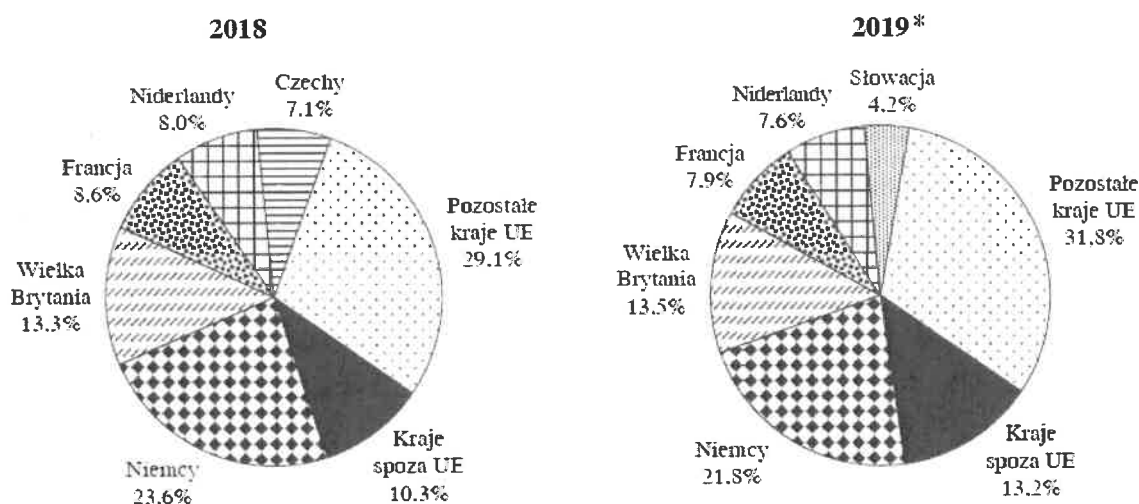 2018
Czechy
7.1%
Niderlandy
8.0%
Francja
8.6%
Wielka
Brytania
13.3%
Niemcy
23.6%
Kraje
spoza UE
10.3%
Pozostałe
kraje UE
29.1%
2019*
Słowacja
4.2%
Niderlandy
7.6%
Francja
7.9%
Wielka
Brytania
13.5%
Niemcy
21.8%
Kraje
spoza UE
13.2%
Pozostałe
kraje UE
31.8%